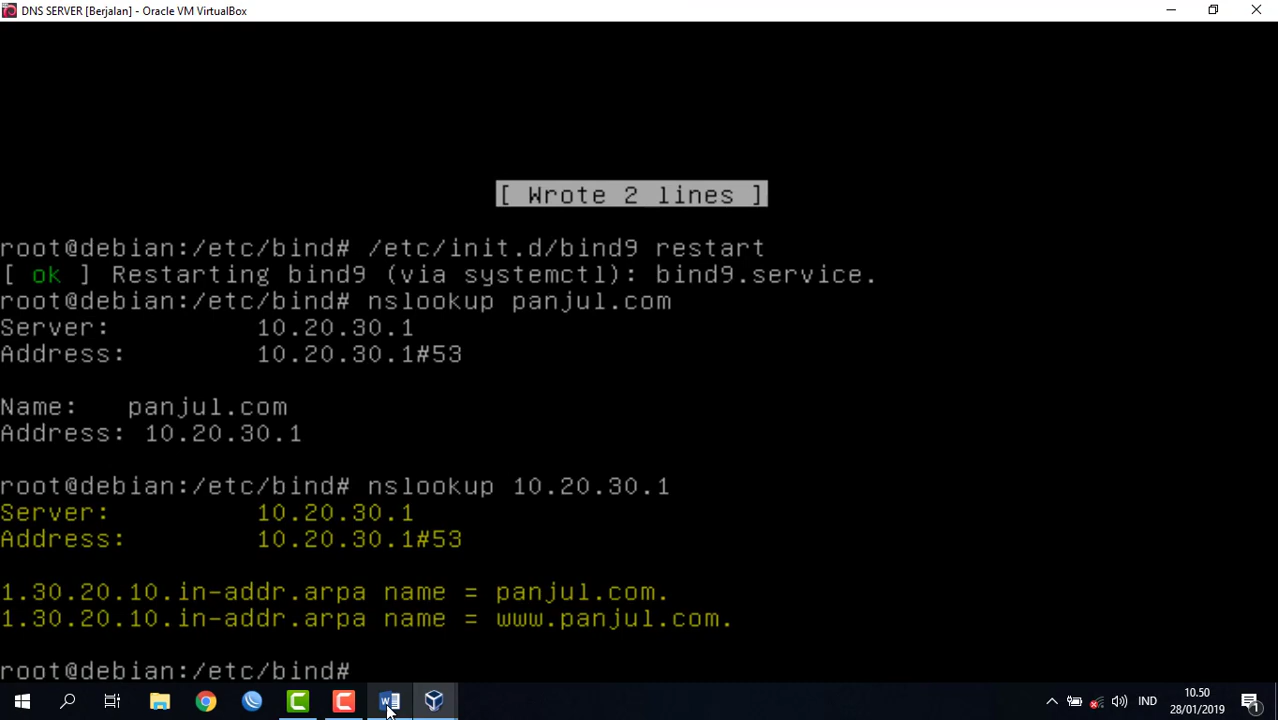 DNS SERVER [Berjalan] - Oracle VM VirtualBox
[ Wrote 2 lines ]
root@debian:/etc/bind# /etc/init.d/bind9 restart
[ ok ] Restarting bind9 (via systemctl): bind9.service.
root@debian:/etc/bind# nslookup panjul.com
Server: 10.20.30.1
Address: 10.20.30.1#53
Name: panjul.com
Address: 10.20.30.1
root@debian:/etc/bind# nslookup 10.20.30.1
Server: 10.20.30.1
Address: 10.20.30.1#53
1.30.20.10.in-addr.arpa name = panjul.com.
1.30.20.10.in-addr.arpa name = www.panjul.com.
root@debian:/etc/bind#
IND
10.50
28/01/2019
1